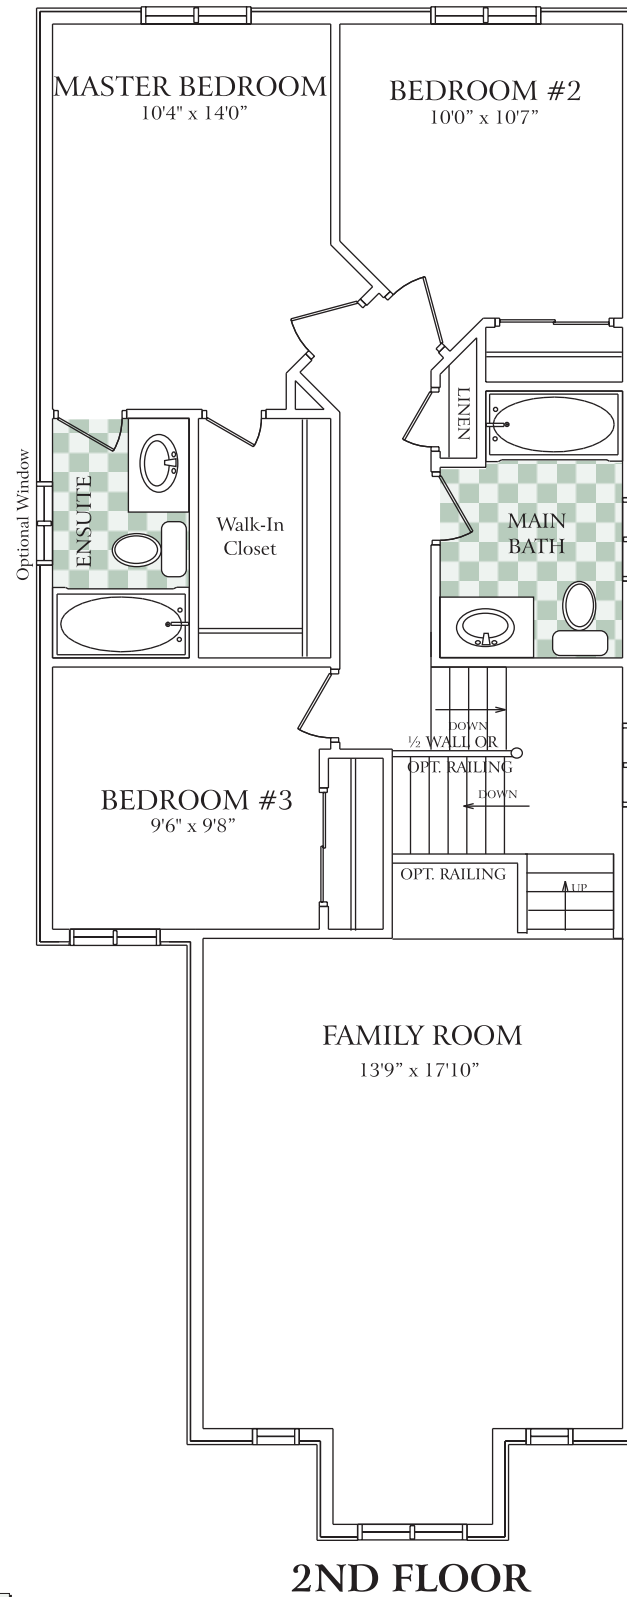 MASTER BEDROOM
10'4" x 14'0”
BEDROOM #2
10'0” x 10'7”
LINEN
Optional Window
ENSUITE
Walk-In
Closet
MAIN
BATH
DOWN
½ WALL OR
OPT. RAILING
DOWN
BEDROOM #3
9'6" x 9'8”
OPT. RAILING
UP
FAMILY ROOM
13'9” x 17'10”
2ND FLOOR